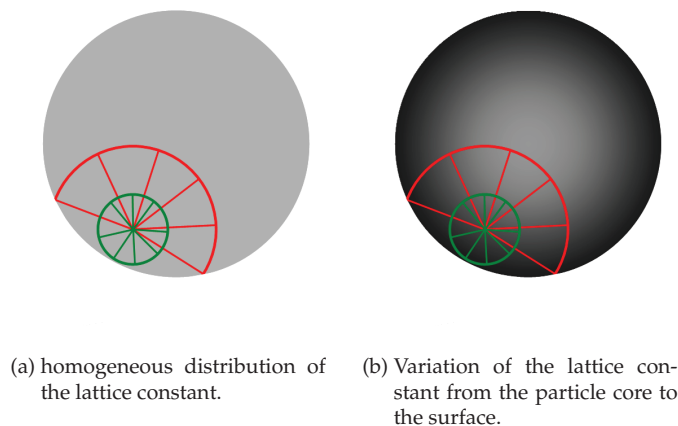 (a) homogeneous distribution of
the lattice constant.
(b) Variation of the lattice con-
stant from the particle core to
the surface.